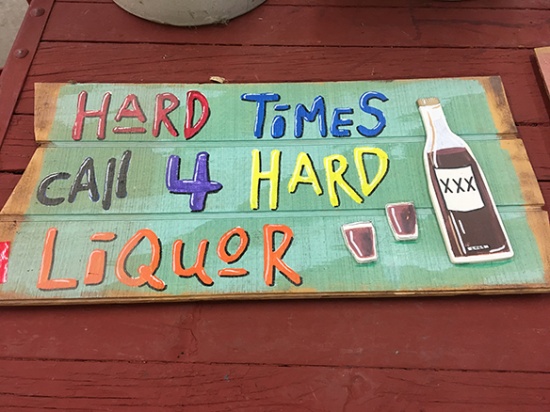 HARD TiMES
CAll 4 HARD
LiQUOR
XXX